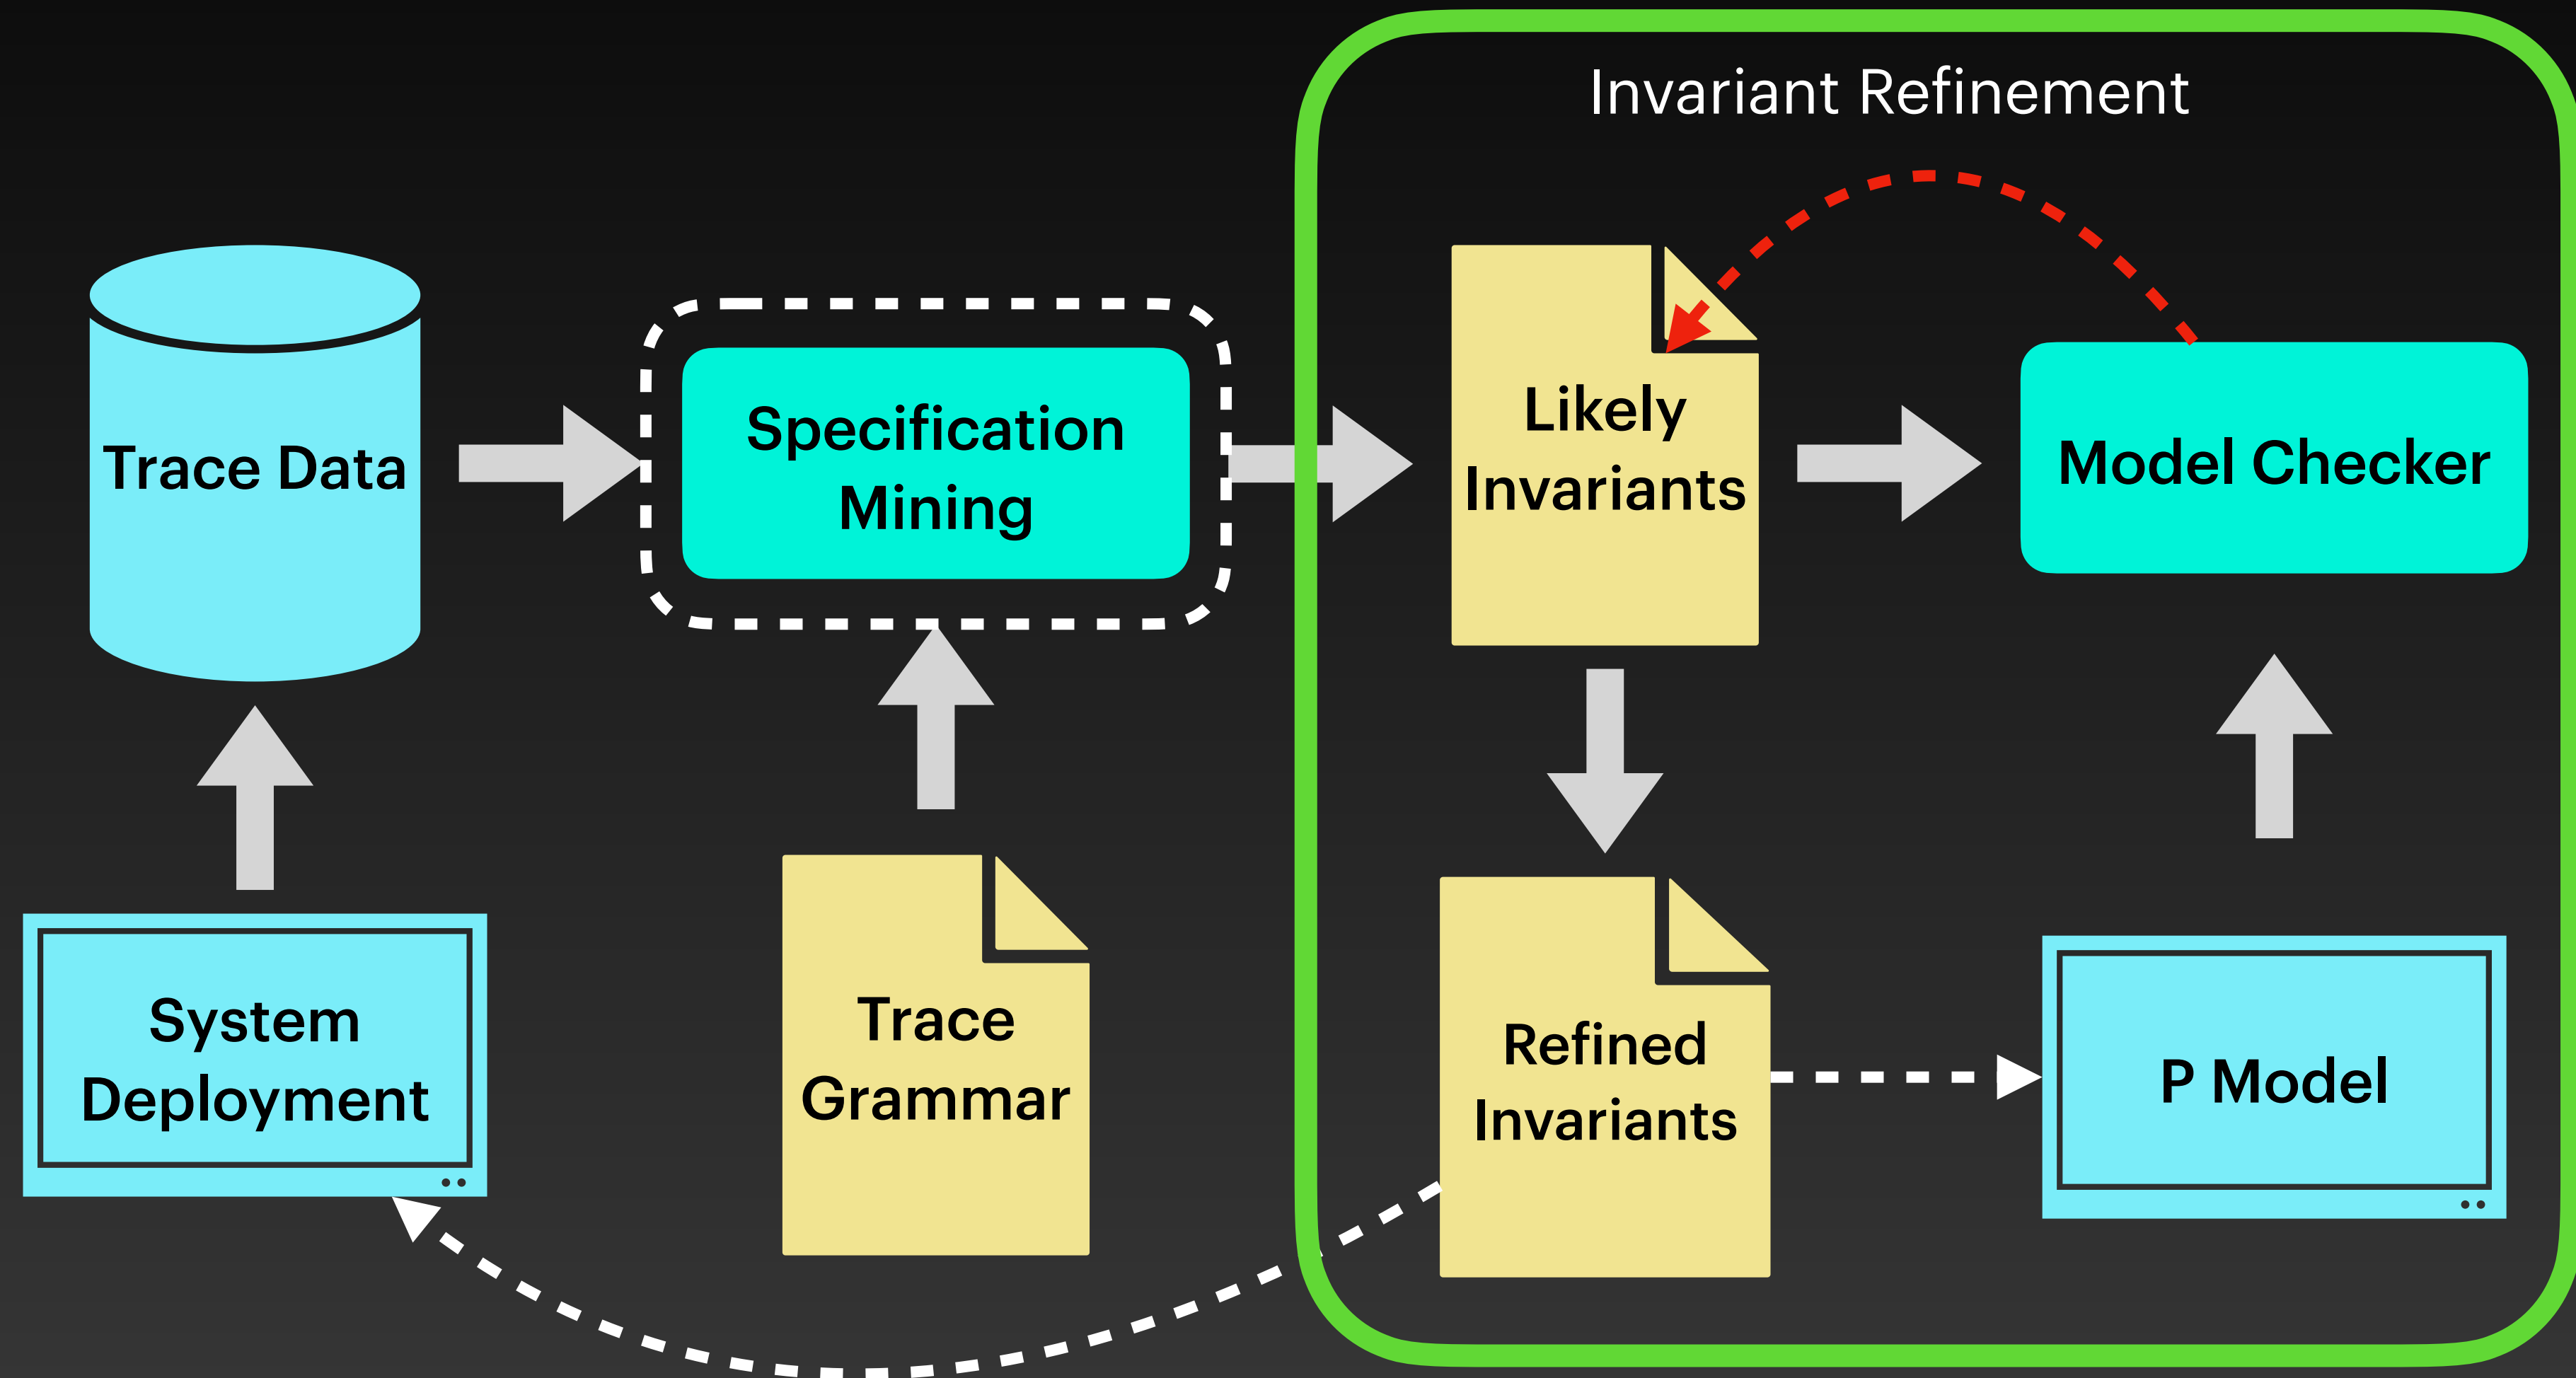 Invariant Refinement
Trace Data
Specification
Mining
Likely
Invariants
Model Checker
System
Deployment
Trace
Grammar
Refined
Invariants
P Model